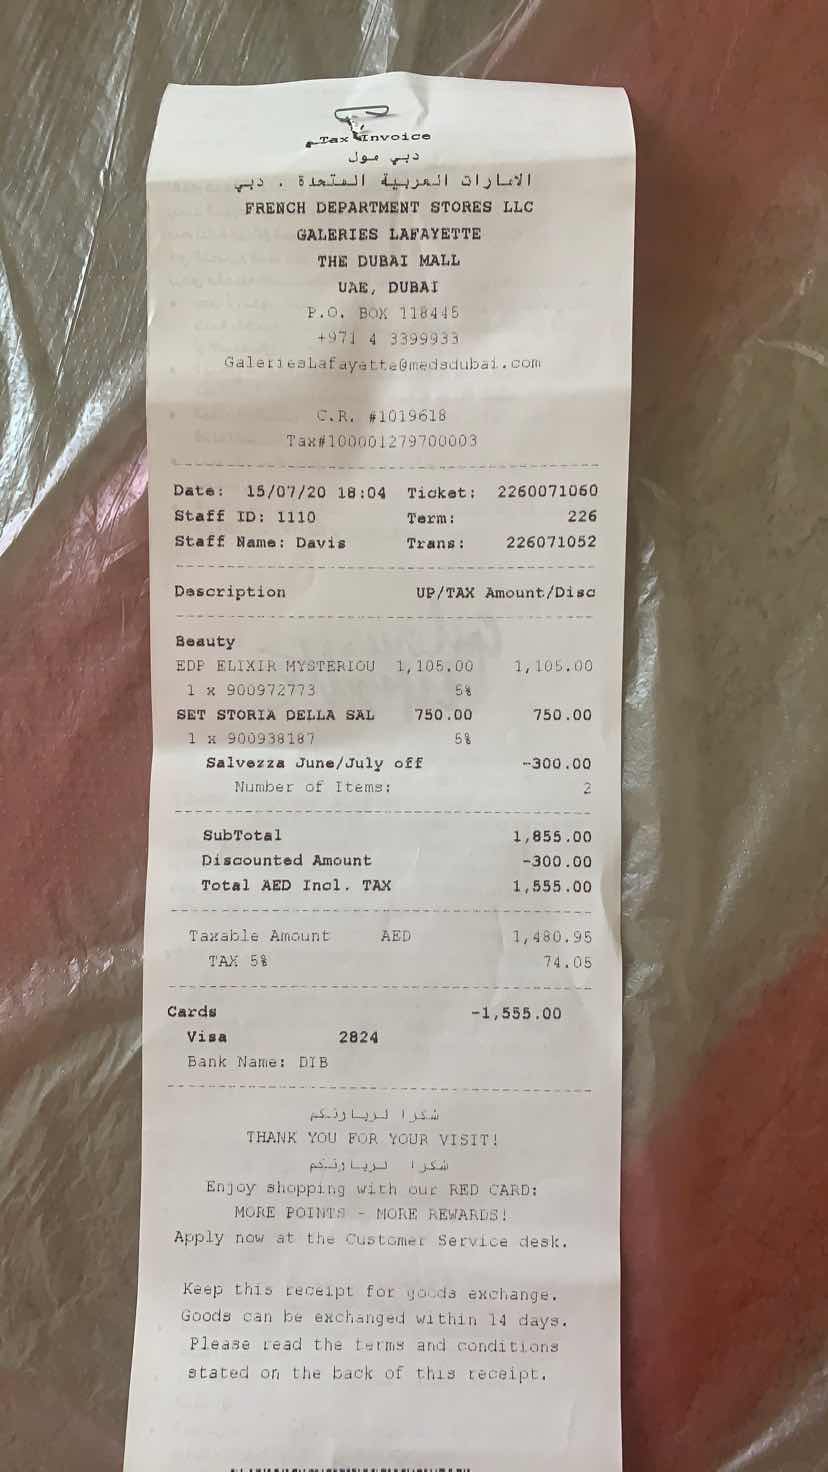 Tax Invoice
دبي مول
الامارات العربية المتحدة . دبي
FRENCH DEPARTMENT STORES LLC
GALERIES LAFAYETTE
THE DUBAI MALL
UAE, DUBAI
P.O. BOX 118445
+971 4 3399933
GaleriesLafayette@medsdubai.com
C.R. #1019618
Tax#100001279700003
Date: 15/07/20 18:04 Ticket: 2260071060
Staff ID: 1110 Term: 226
Staff Name: Davis Trans: 226071052
Description UP/TAX Amount/Disc
Beauty
EDP ELIXIR MYSTERIOU 1,105.00 1,105.00
1 x 900972773 5%
SET STORIA DELLA SAL 750.00 750.00
1 x 900938187 5%
Salvezza June/July off -300.00
Number of Items: 2
SubTotal 1,855.00
Discounted Amount -300.00
Total AED Incl. TAX 1,555.00
Taxable Amount AED 1,480.95
TAX 5% 74.05
Cards -1,555.00
Visa 2824
Bank Name: DIB
شكرا لزيارتكم
THANK YOU FOR YOUR VISIT!
شكرا لزيارتكم
Enjoy shopping with our RED CARD:
MORE POINTS - MORE REWARDS!
Apply now at the Customer Service desk.
Keep this receipt for goods exchange.
Goods can be exchanged within 14 days.
Please read the terms and conditions
stated on the back of this receipt.